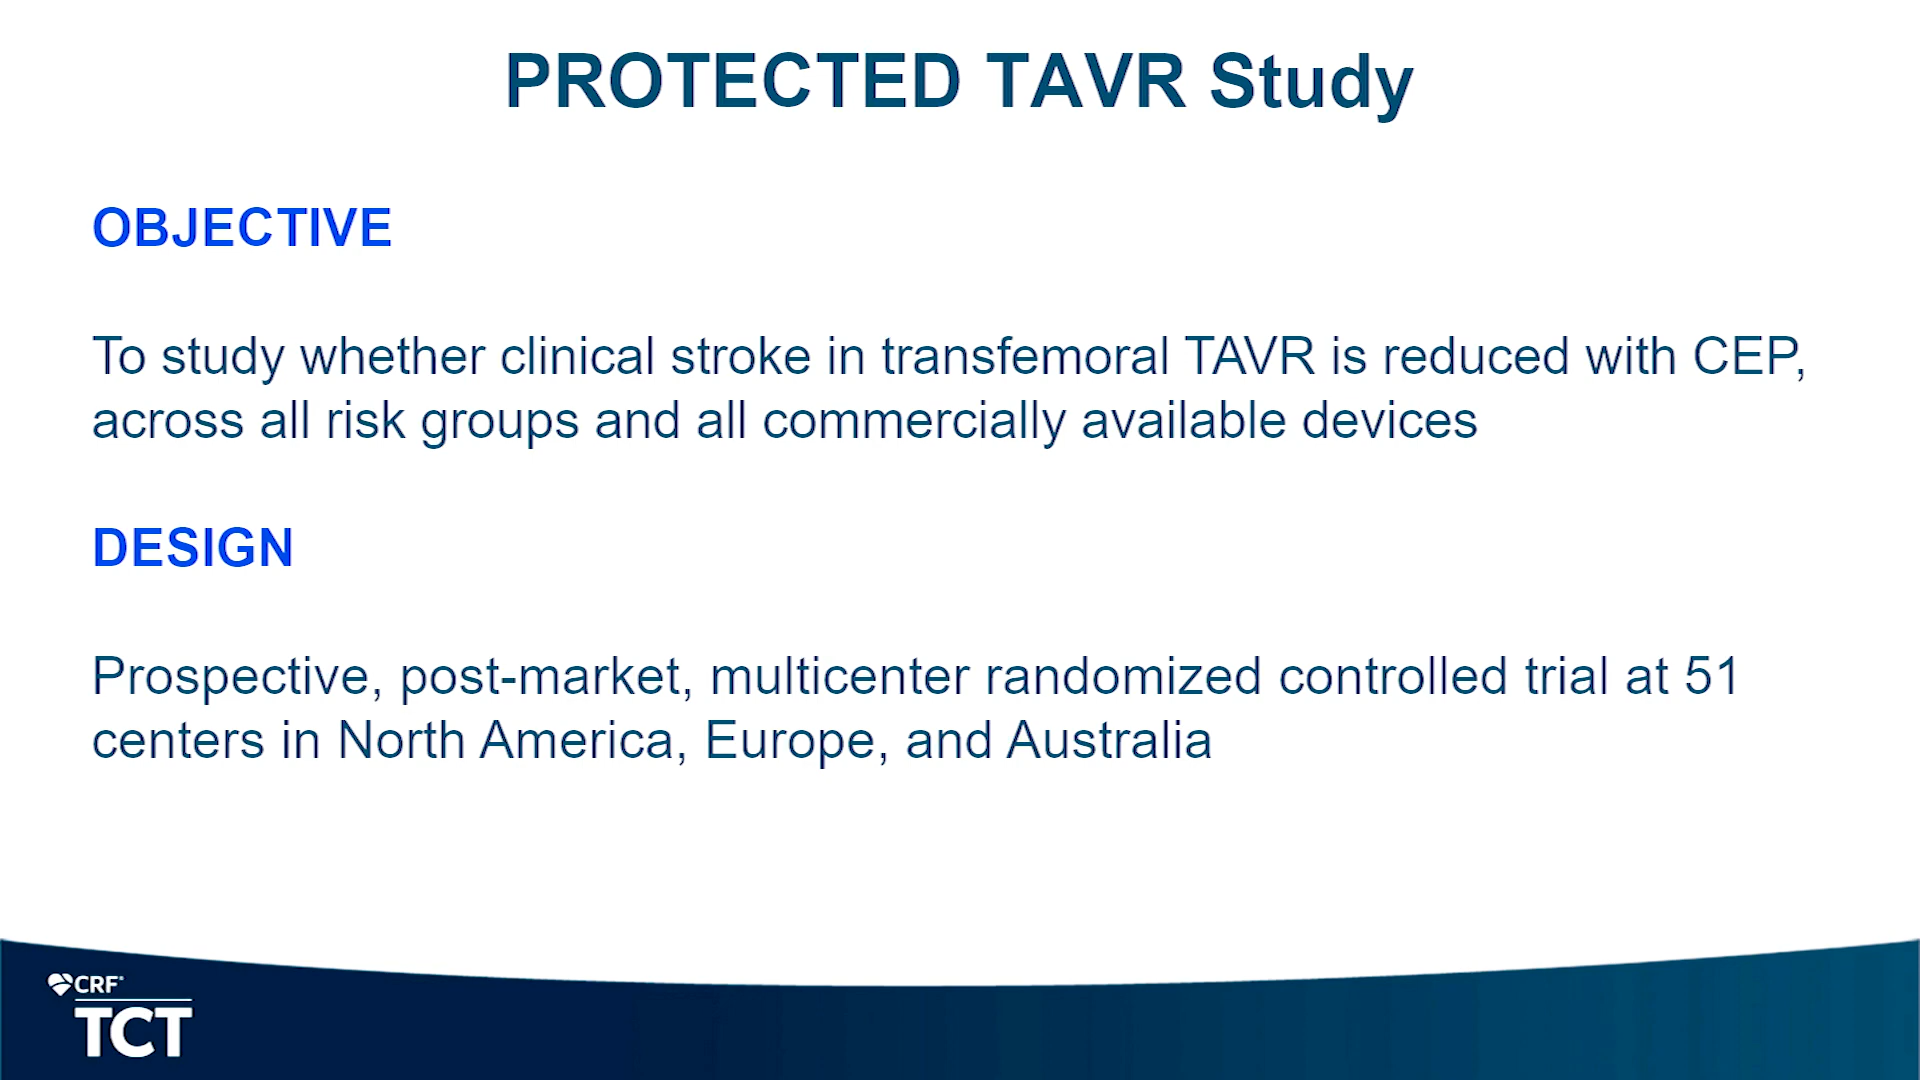 PROTECTED TAVR Study
OBJECTIVE
To study whether clinical stroke in transfemoral TAVR is reduced with CEP,
across all risk groups and all commercially available devices
DESIGN
Prospective, post-market, multicenter randomized controlled trial at 51
centers in North America, Europe, and Australia
CRF®
TCT